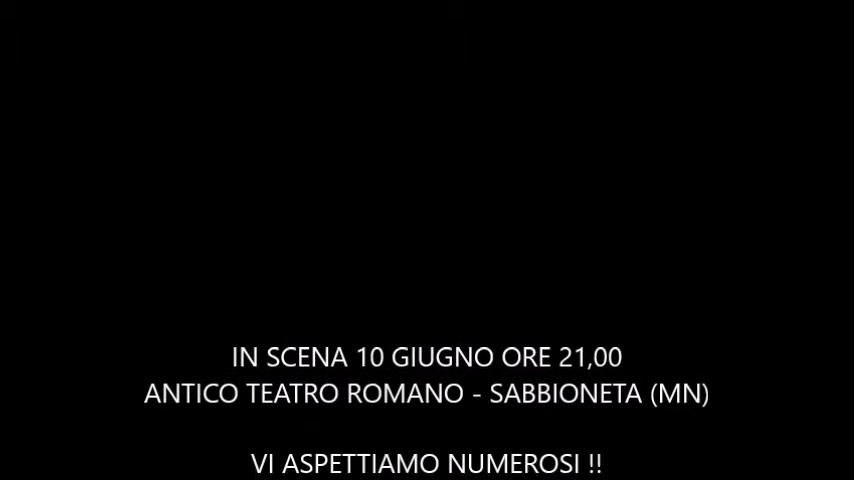 IN SCENA 10 GIUGNO ORE 21,00
ANTICO TEATRO ROMANO - SABBIONETA (MN)
VI ASPETTIAMO NUMEROSI !!